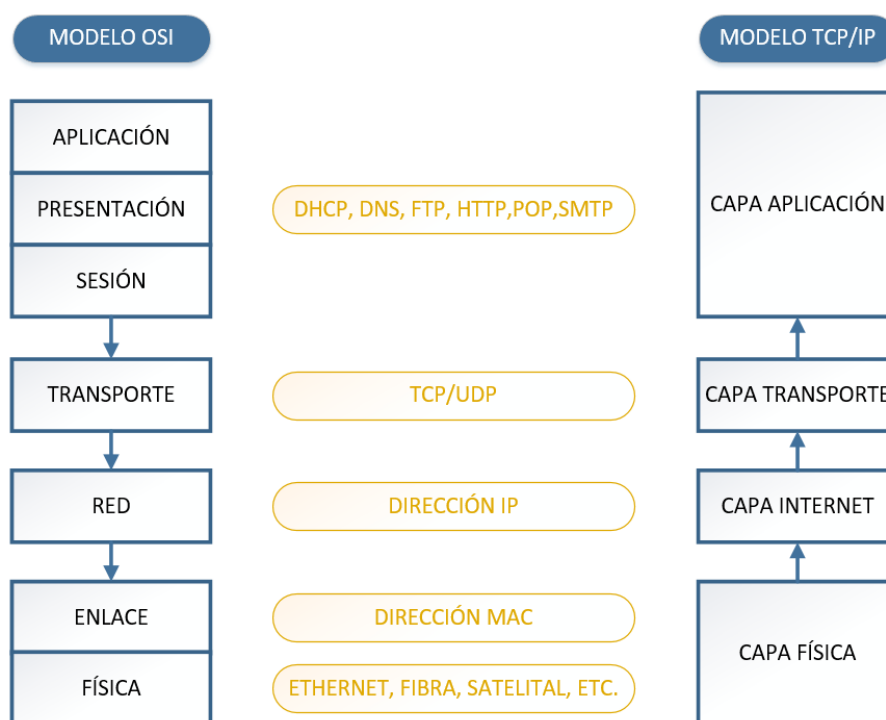 MODELO OSI
MODELO TCP/IP
APLICACIÓN
PRESENTACIÓN
SESIÓN
DHCP, DNS, FTP, HTTP,POP,SMTP
CAPA APLICACIÓN
TRANSPORTE
TCP/UDP
CAPA TRANSPORTE
RED
DIRECCIÓN IP
CAPA INTERNET
ENLACE
DIRECCIÓN MAC
FÍSICA
ETHERNET, FIBRA, SATELITAL, ETC.
CAPA FÍSICA